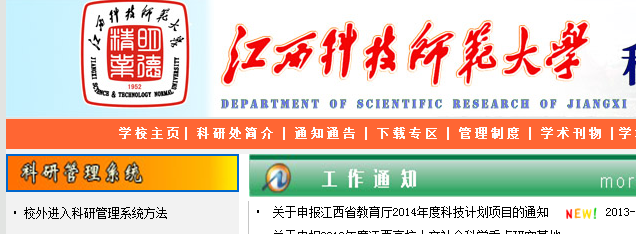 江西科技师范大学
明德
精業
JIANGXI SCIENCE & TECHNOLOGY NORMAL UNIVERSITY
1952
江西科技师范大学
DEPARTMENT OF SCIENTIFIC RESEARCH OF JIANGXI
学校主页 | 科研处简介 | 通知通告 | 下载专区 | 管理制度 | 学术刊物 |
科研管理系统
工作通知
· 校外进入科研管理系统方法
· 关于申报江西省教育厅2014年度科技计划项目的通知 NEW! 2013-